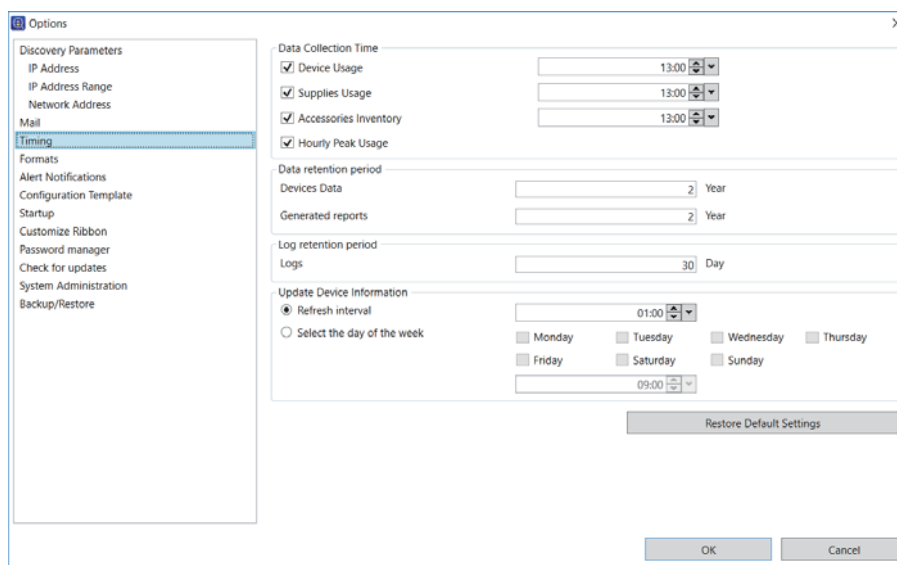 Options
Discovery Parameters
IP Address
IP Address Range
Network Address
Mail
Timing
Formats
Alert Notifications
Configuration Template
Startup
Customize Ribbon
Password manager
Check for updates
System Administration
Backup/Restore
Data Collection Time
Device Usage 13:00
Supplies Usage 13:00
Accessories Inventory 13:00
Hourly Peak Usage
Data retention period
Devices Data 2 Year
Generated reports 2 Year
Log retention period
Logs 30 Day
Update Device Information
Refresh interval 01:00
Select the day of the week Monday Tuesday Wednesday Thursday
Friday Saturday Sunday
09:00
Restore Default Settings
OK Cancel